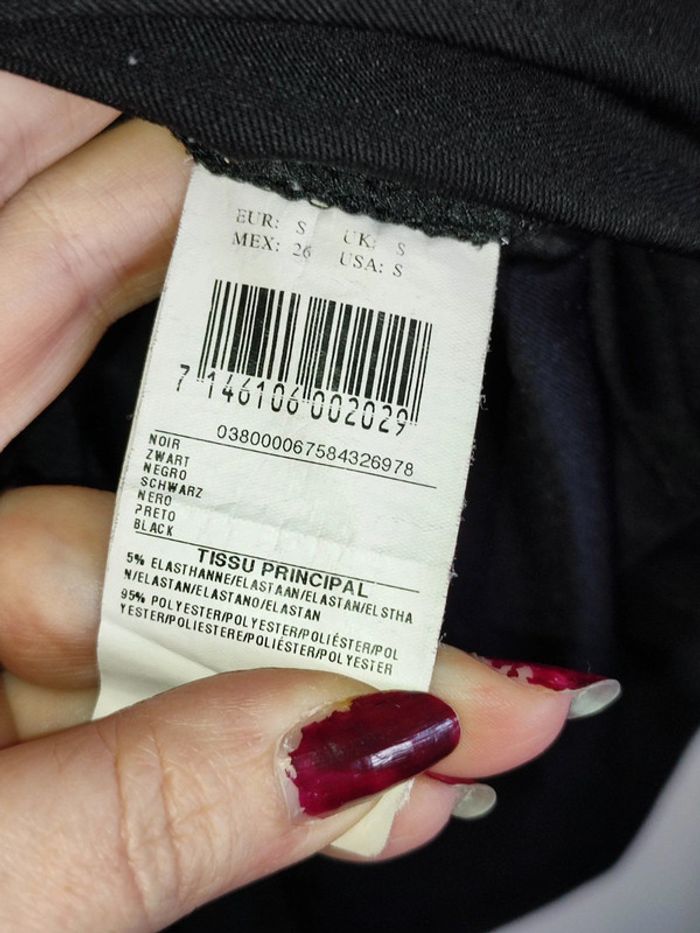 EUR: S UK: S
MEX: 26 USA: S
7 146106 002029
038000067584326978
NOIR
ZWART
NEGRO
SCHWARZ
NERO
PRETO
BLACK
TISSU PRINCIPAL
5% ELASTHANNE/ELASTAAN/ELASTAN/ELSTHA
N/ELASTAN/ELASTANO/ELASTAN
95% POLYESTER/POLYESTER/POLIÉSTER/POL
YESTER/POLIESTERE/POLIÉSTER/POLYESTER